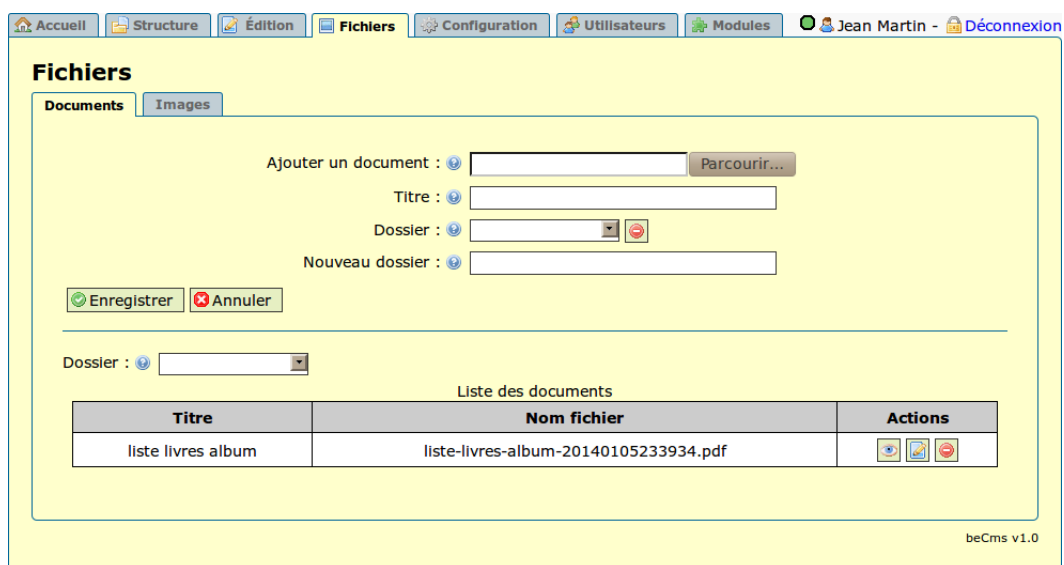 Accueil Structure Édition Fichiers Configuration Utilisateurs Modules Jean Martin - Déconnexion
Fichiers
Documents Images
Ajouter un document : Parcourir...
Titre :
Dossier :
Nouveau dossier :
Enregistrer Annuler
Dossier :
Liste des documents
Titre Nom fichier Actions
liste livres album liste-livres-album-20140105233934.pdf
beCms v1.0